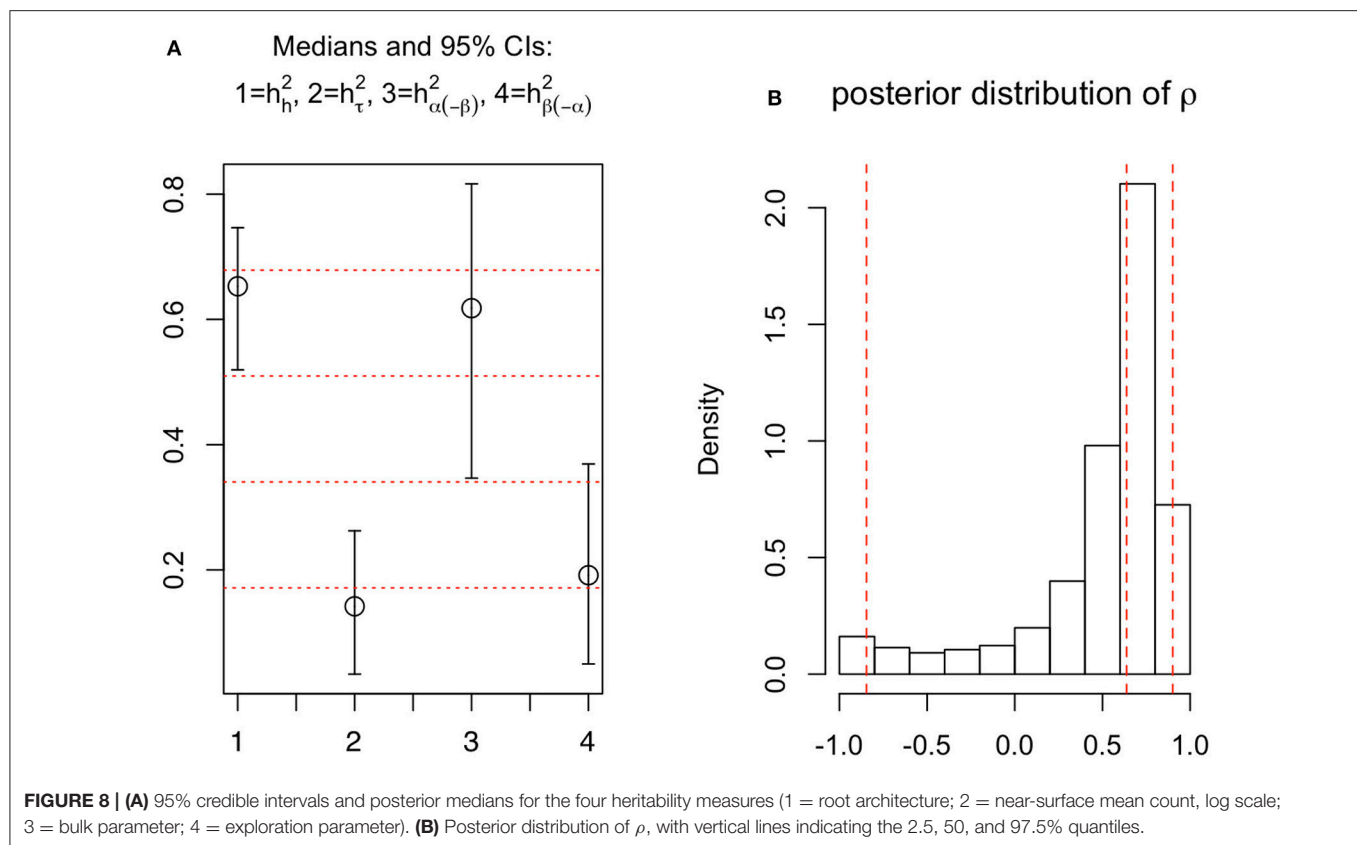 A Medians and 95% CIs:
1=h²ₕ, 2=h²_τ, 3=h²_α(−β), 4=h²_β(−α)
0.8
0.6
0.4
0.2
1 2 3 4
B posterior distribution of ρ
Density
2.0
1.5
1.0
0.5
0.0
-1.0 -0.5 0.0 0.5 1.0
FIGURE 8 | (A) 95% credible intervals and posterior medians for the four heritability measures (1 = root architecture; 2 = near-surface mean count, log scale;
3 = bulk parameter; 4 = exploration parameter). (B) Posterior distribution of ρ, with vertical lines indicating the 2.5, 50, and 97.5% quantiles.